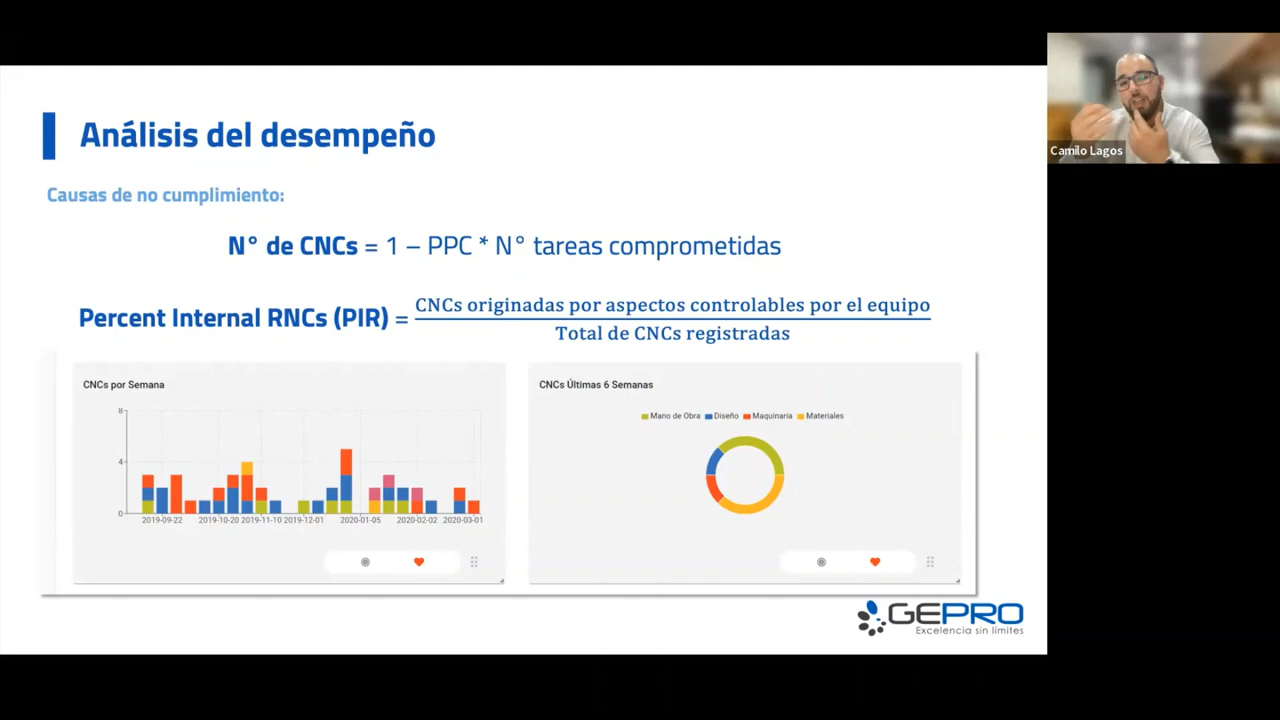 Análisis del desempeño
Camilo Lagos
Causas de no cumplimiento:
N° de CNCs = 1 – PPC * N° tareas comprometidas
Percent Internal RNCs (PIR) = CNCs originadas por aspectos controlables por el equipo
Total de CNCs registradas
CNCs por Semana
8
4
0
2019-09-22 2019-10-20 2019-11-10 2019-12-01 2020-01-05 2020-02-02 2020-03-01
CNCs Últimas 6 Semanas
Mano de Obra Diseño Maquinaria Materiales
GEPRO
Excelencia sin límites